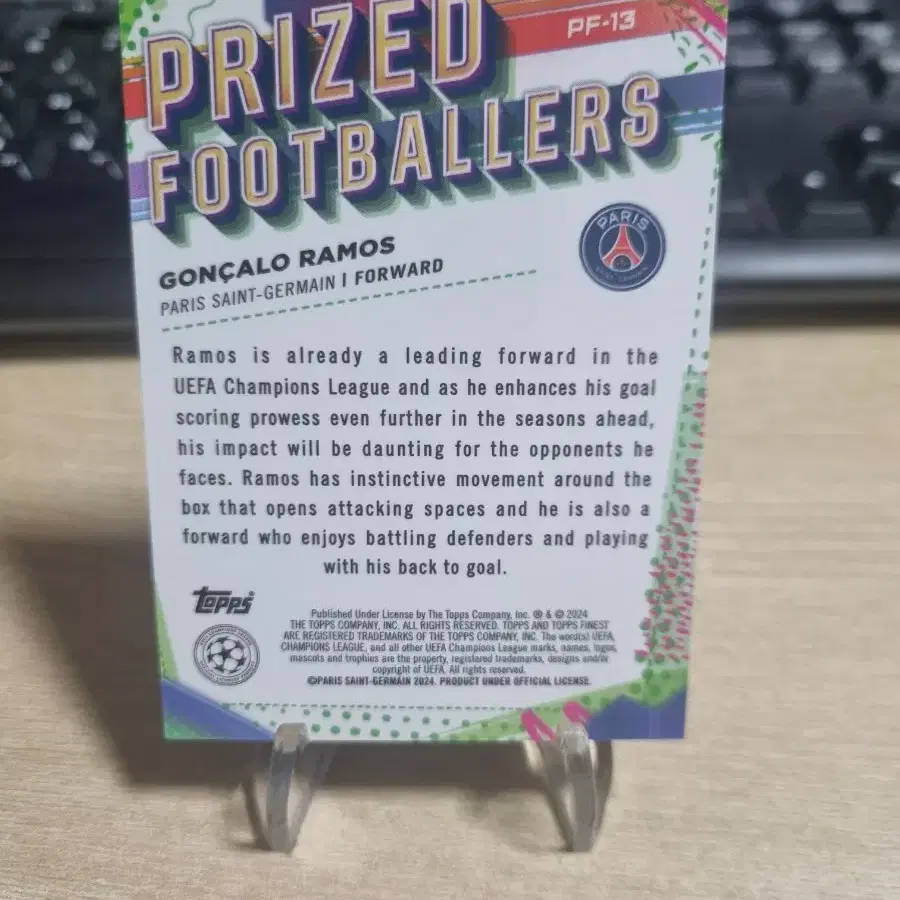 PRIZED
PF-13
FOOTBALLERS
PARIS
GONÇALO RAMOS
PARIS SAINT-GERMAIN | FORWARD
Ramos is already a leading forward in the
UEFA Champions League and as he enhances his goal
scoring prowess even further in the seasons ahead,
his impact will be daunting for the opponents he
faces. Ramos has instinctive movement around the
box that opens attacking spaces and he is also a
forward who enjoys battling defenders and playing
with his back to goal.
Topps
Published Under License by The Topps Company, Inc. ® & © 2024
THE TOPPS COMPANY, INC. ALL RIGHTS RESERVED. TOPPS AND TOPPS FINEST
ARE REGISTERED TRADEMARKS OF THE TOPPS COMPANY, INC. The word(s) UEFA,
CHAMPIONS LEAGUE, and all other UEFA Champions League marks, names, logos,
mascots and trophies are the property, registered trademarks, designs and/or
copyright of UEFA. All rights reserved.
©PARIS SAINT-GERMAIN 2024. PRODUCT UNDER OFFICIAL LICENSE.